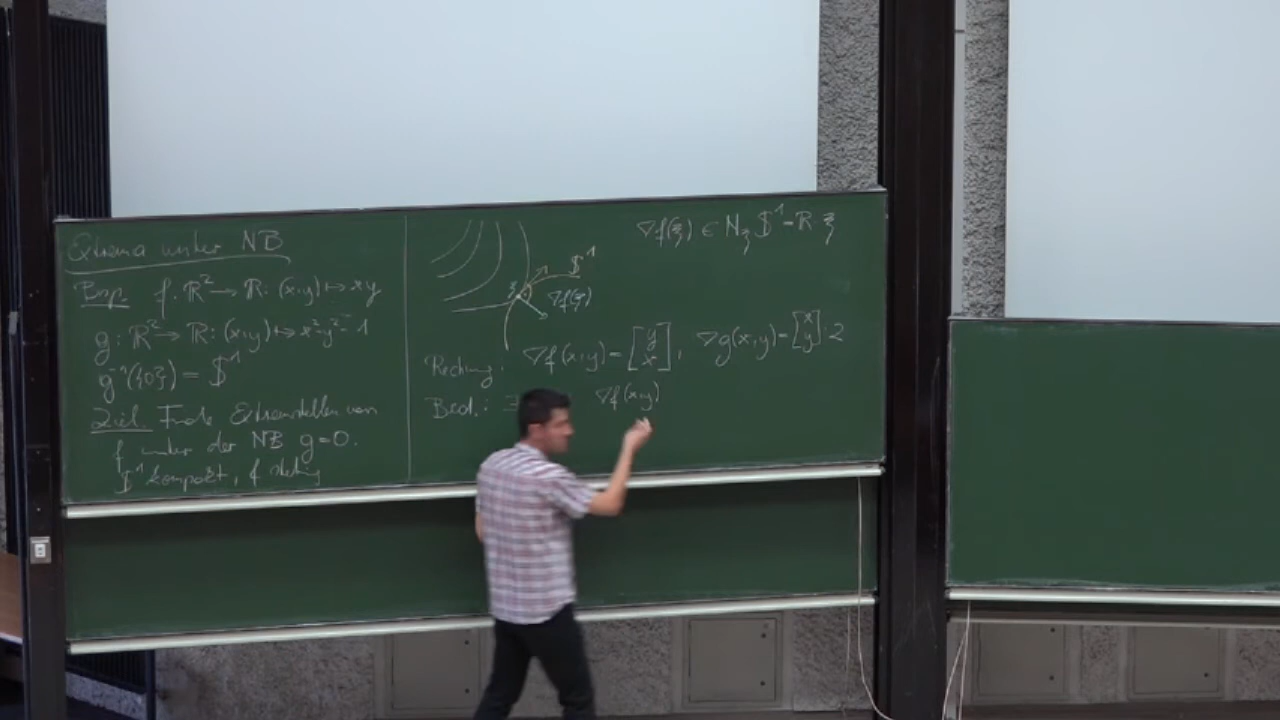 Extrema unter NB
Bsp. f: ℝ² → ℝ: (x,y) ↦ xy
g: ℝ² → ℝ: (x,y) ↦ x²+y²-1
g⁻¹({0}) = 𝕊¹
Ziel: Finde Extremstellen von
f unter der NB g=0.
𝕊¹ kompakt, f stetig
𝕊¹
ξ
∇f(ξ)
∇f(ξ) ∈ N_ξ 𝕊¹ = ℝ ξ
Rechnung: ∇f(x,y) = [y x], ∇g(x,y) = [x y]·2
Bed.: ∃ ∇f(x,y)